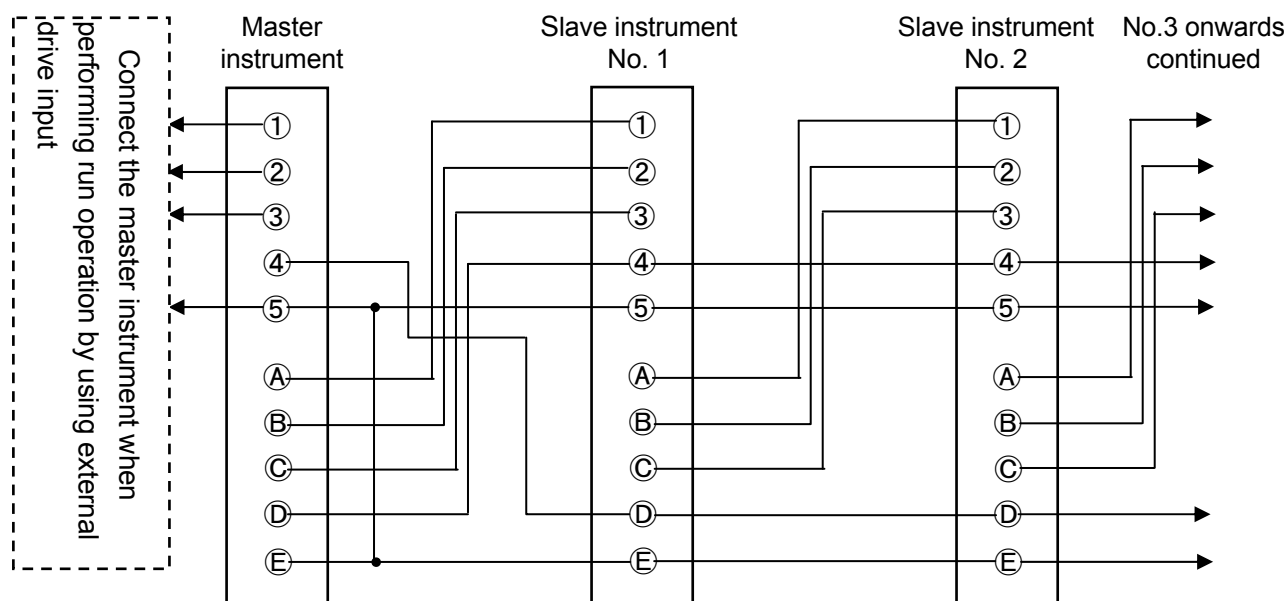 Connect the master instrument when
performing run operation by using external
drive input
Master
instrument
Slave instrument
No. 1
Slave instrument
No. 2
No.3 onwards
continued
① ① ①
② ② ②
③ ③ ③
④ ④ ④
⑤ ⑤ ⑤
Ⓐ Ⓐ Ⓐ
Ⓑ Ⓑ Ⓑ
Ⓒ Ⓒ Ⓒ
Ⓓ Ⓓ Ⓓ
Ⓔ Ⓔ Ⓔ